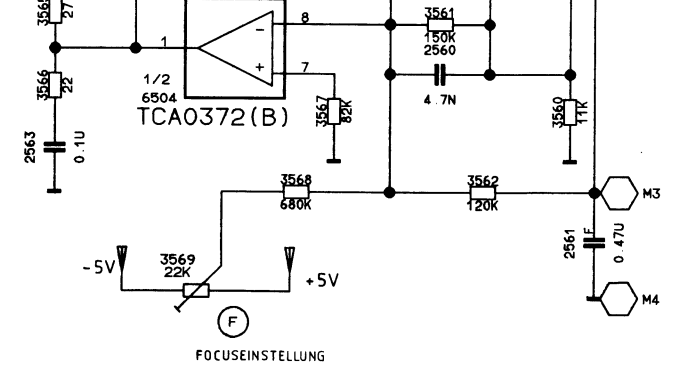 27
8
3561
150K
2560
1
7
3566
22
1/2
6504
TCA0372(B)
3567
82K
4.7N
3560
11K
2563
0.1U
3568
680K
3562
120K
M3
2561
F
0.47U
-5V
3569
22K
+5V
M4
F
FOCUSEINSTELLUNG